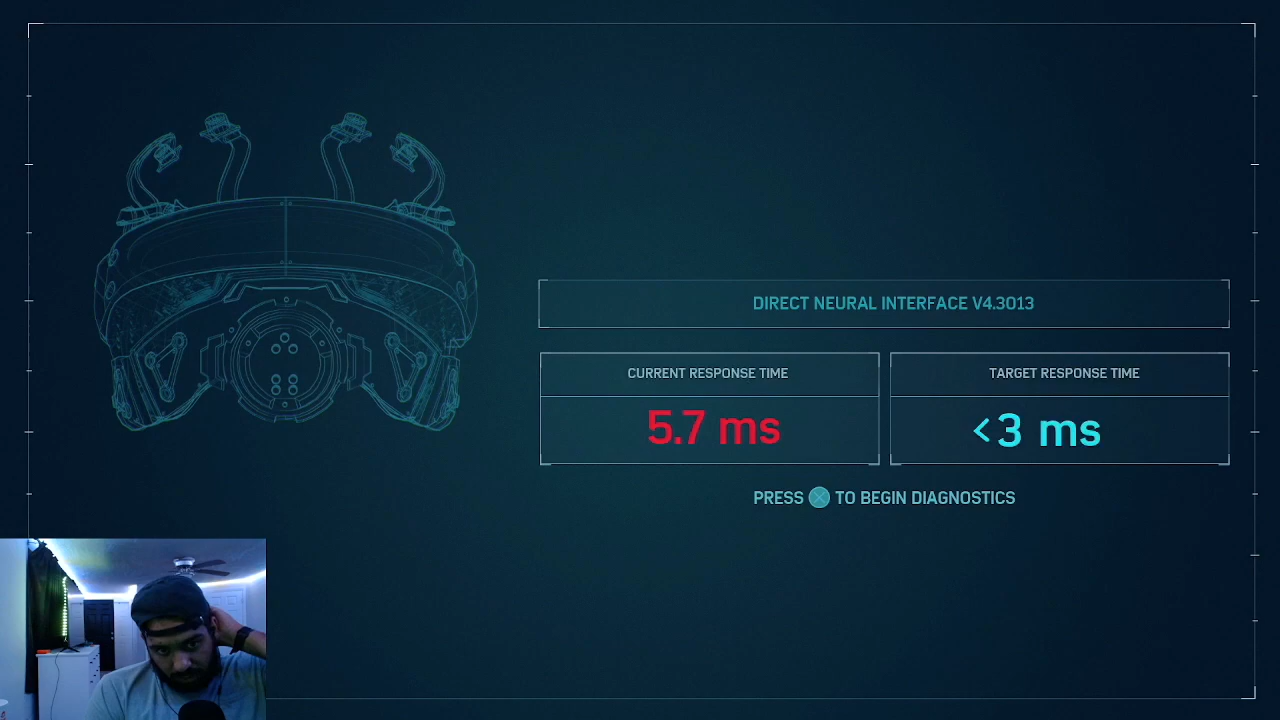 DIRECT NEURAL INTERFACE V4.3013
CURRENT RESPONSE TIME
5.7 ms
TARGET RESPONSE TIME
<3 ms
PRESS ⓧ TO BEGIN DIAGNOSTICS